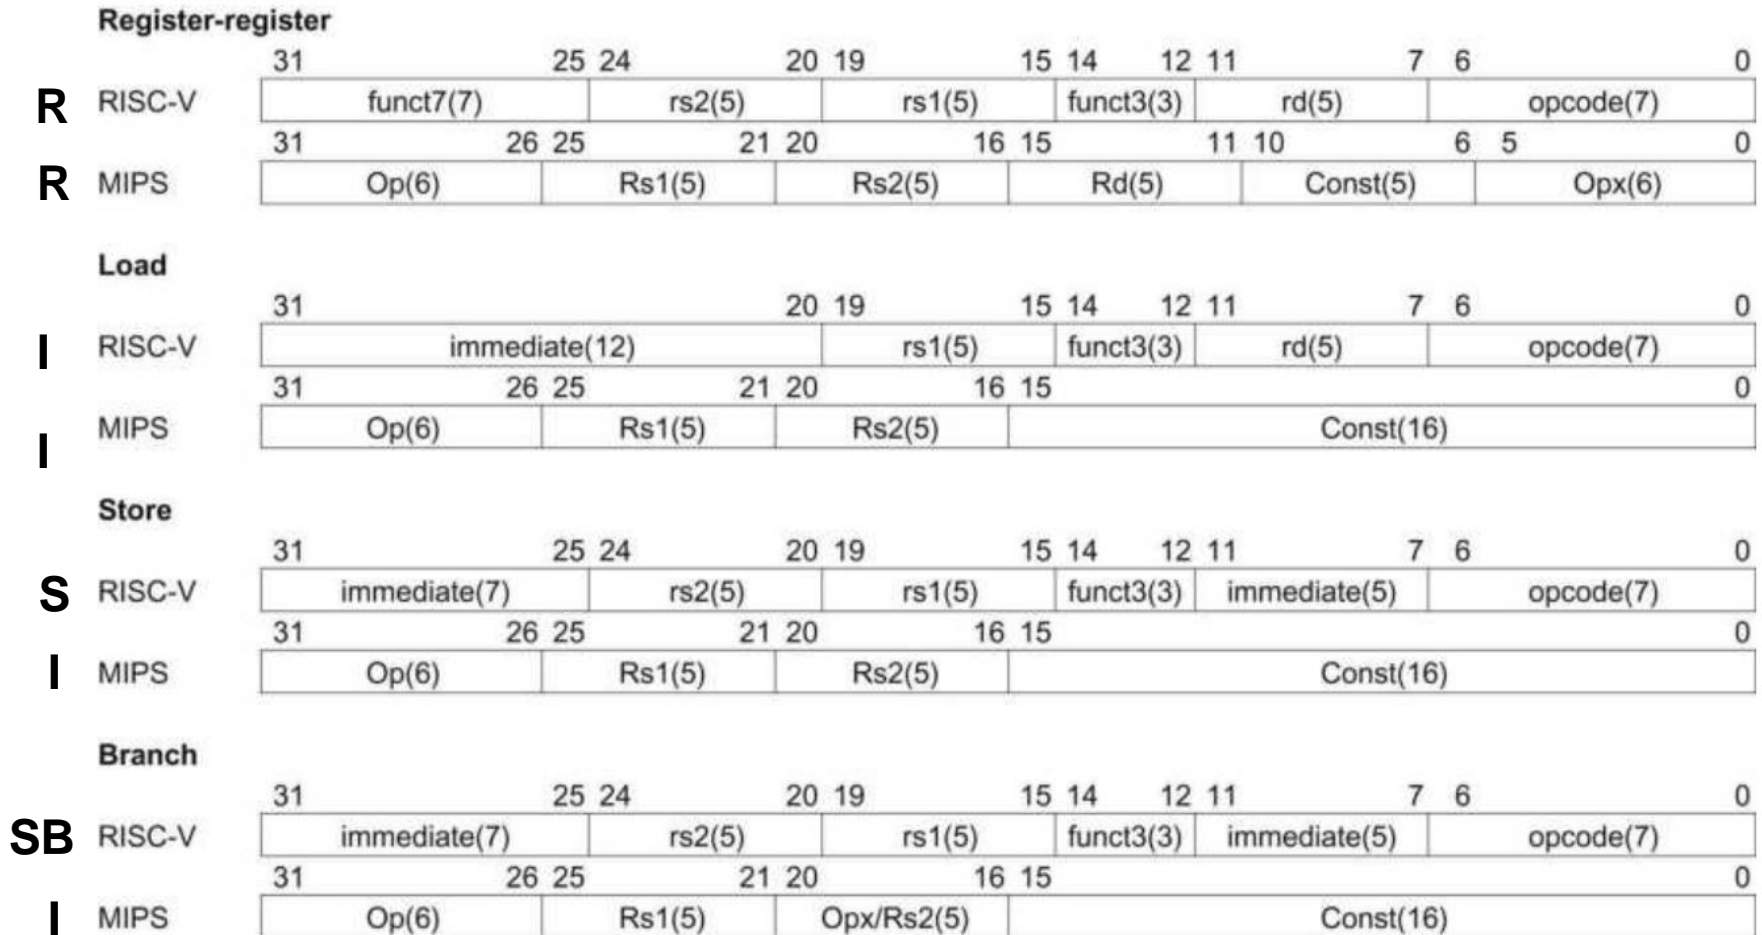 Register-register
31 25 24 20 19 15 14 12 11 7 6 0
R RISC-V funct7(7) rs2(5) rs1(5) funct3(3) rd(5) opcode(7)
31 26 25 21 20 16 15 11 10 6 5 0
R MIPS Op(6) Rs1(5) Rs2(5) Rd(5) Const(5) Opx(6)
Load
31 20 19 15 14 12 11 7 6 0
I RISC-V immediate(12) rs1(5) funct3(3) rd(5) opcode(7)
31 26 25 21 20 16 15 0
I MIPS Op(6) Rs1(5) Rs2(5) Const(16)
Store
31 25 24 20 19 15 14 12 11 7 6 0
S RISC-V immediate(7) rs2(5) rs1(5) funct3(3) immediate(5) opcode(7)
31 26 25 21 20 16 15 0
I MIPS Op(6) Rs1(5) Rs2(5) Const(16)
Branch
31 25 24 20 19 15 14 12 11 7 6 0
SB RISC-V immediate(7) rs2(5) rs1(5) funct3(3) immediate(5) opcode(7)
31 26 25 21 20 16 15 0
I MIPS Op(6) Rs1(5) Opx/Rs2(5) Const(16)